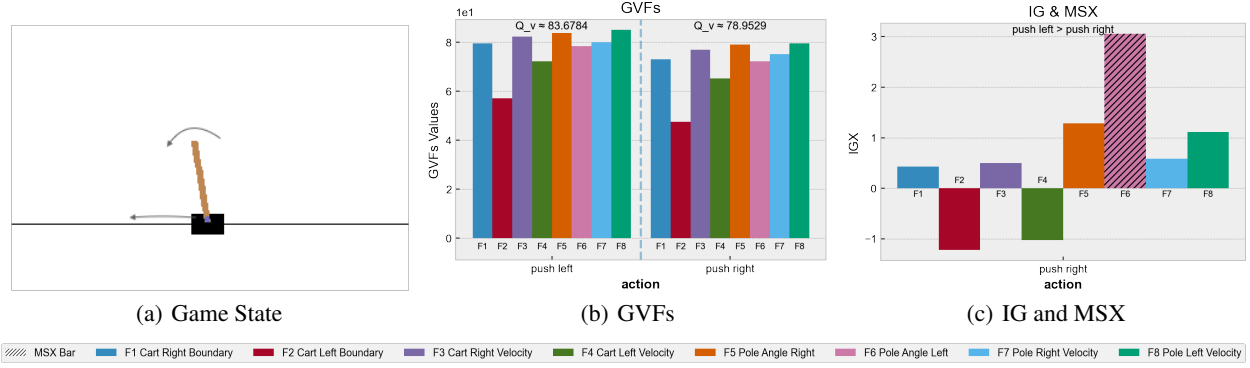 GVFs
1e1
Q_v ≈ 83.6784
Q_v ≈ 78.9529
8
6
4
2
0
GVFs Values
F1 F2 F3 F4 F5 F6 F7 F8
F1 F2 F3 F4 F5 F6 F7 F8
push left
push right
action
IG & MSX
push left > push right
3
2
1
0
−1
IGX
F1 F2 F3 F4 F5 F6 F7 F8
push right
action
(a) Game State
(b) GVFs
(c) IG and MSX
MSX Bar F1 Cart Right Boundary F2 Cart Left Boundary F3 Cart Right Velocity F4 Cart Left Velocity F5 Pole Angle Right F6 Pole Angle Left F7 Pole Right Velocity F8 Pole Left Velocity